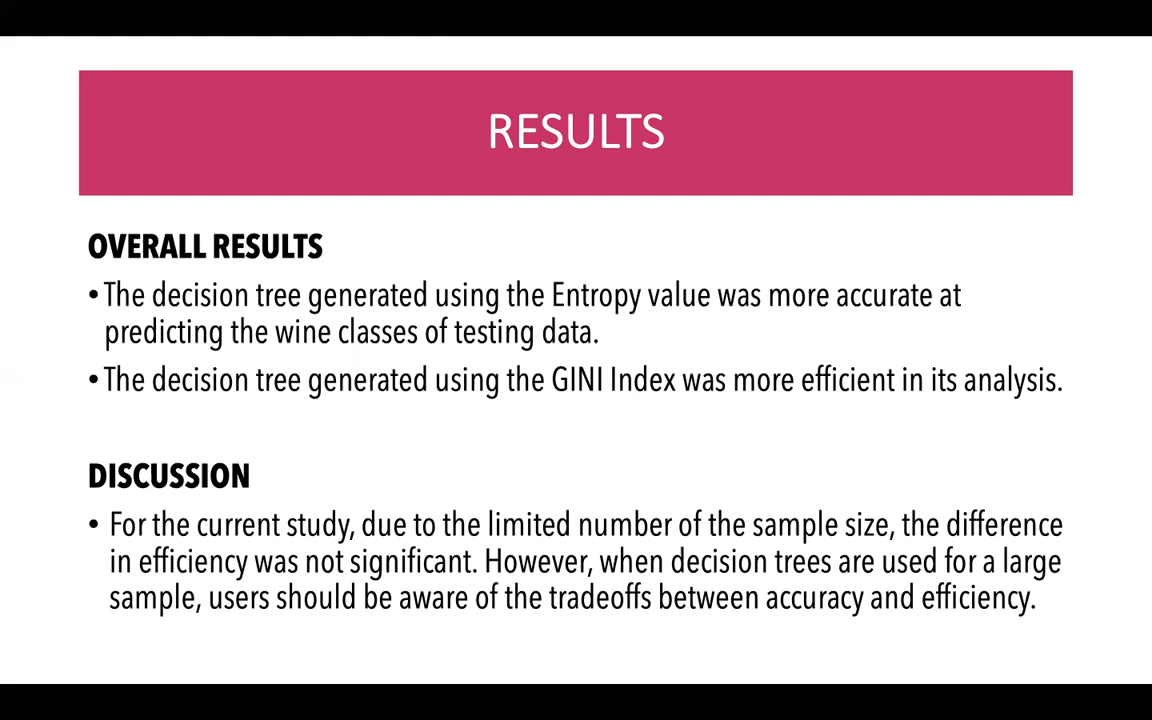 RESULTS
OVERALL RESULTS
• The decision tree generated using the Entropy value was more accurate at
predicting the wine classes of testing data.
• The decision tree generated using the GINI Index was more efficient in its analysis.
DISCUSSION
• For the current study, due to the limited number of the sample size, the difference
in efficiency was not significant. However, when decision trees are used for a large
sample, users should be aware of the tradeoffs between accuracy and efficiency.